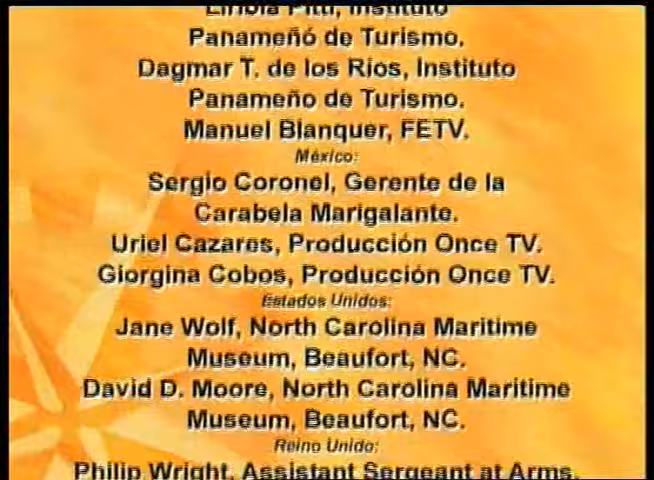 Liriola Pitti, Instituto
Panameñó de Turismo.
Dagmar T. de los Rios, Instituto
Panameño de Turismo.
Manuel Blanquer, FETV.
México:
Sergio Coronel, Gerente de la
Carabela Marigalante.
Uriel Cazares, Producción Once TV.
Giorgina Cobos, Producción Once TV.
Estados Unidos:
Jane Wolf, North Carolina Maritime
Museum, Beaufort, NC.
David D. Moore, North Carolina Maritime
Museum, Beaufort, NC.
Reino Unido:
Philip Wright, Assistant Sergeant at Arms.